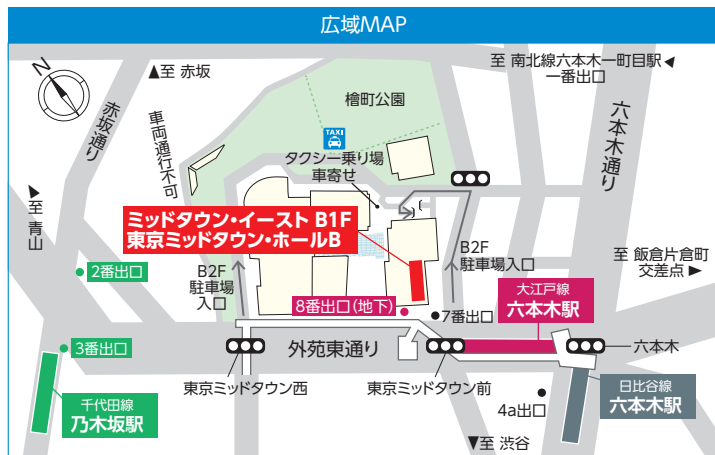 広域MAP
N
▲至 赤坂
至 南北線六本木一町目駅▲
一番出口
檜町公園
赤坂通り
車両通行不可
TAXI
タクシー乗り場
車寄せ
六本木通り
▲至 青山
ミッドタウン・イースト B1F
東京ミッドタウン・ホールB
B2F
駐車場入口
至 飯倉片倉町
交差点▶
2番出口
B2F
駐車場
入口
大江戸線
六本木駅
8番出口(地下)
7番出口
3番出口
外苑東通り
六本木
東京ミッドタウン西
東京ミッドタウン前
千代田線
乃木坂駅
4a出口
日比谷線
六本木駅
▼至 渋谷